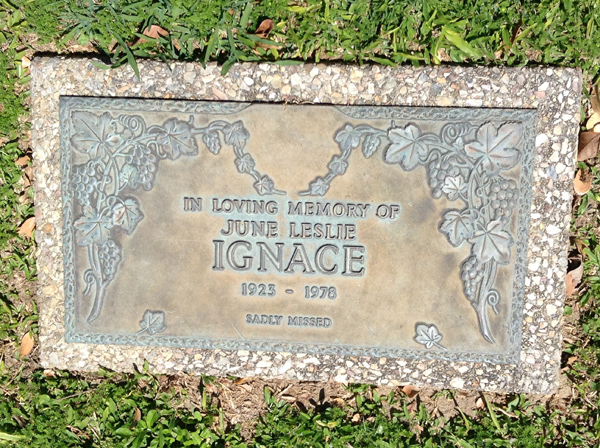 IN LOVING MEMORY OF
JUNE LESLIE
IGNACE
1923 - 1978
SADLY MISSED